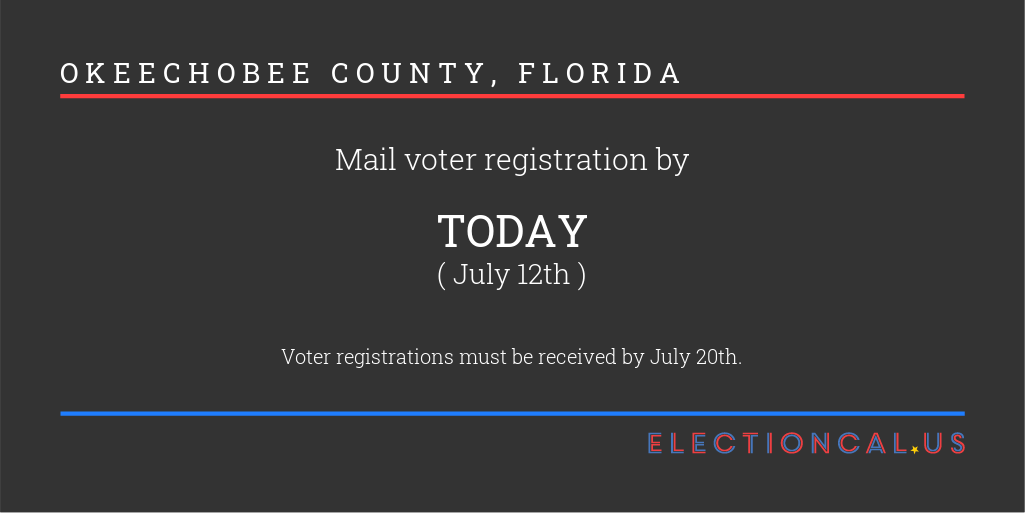 OKEECHOBEE COUNTY, FLORIDA
Mail voter registration by
TODAY
( July 12th )
Voter registrations must be received by July 20th.
ELECTIONCAL.US